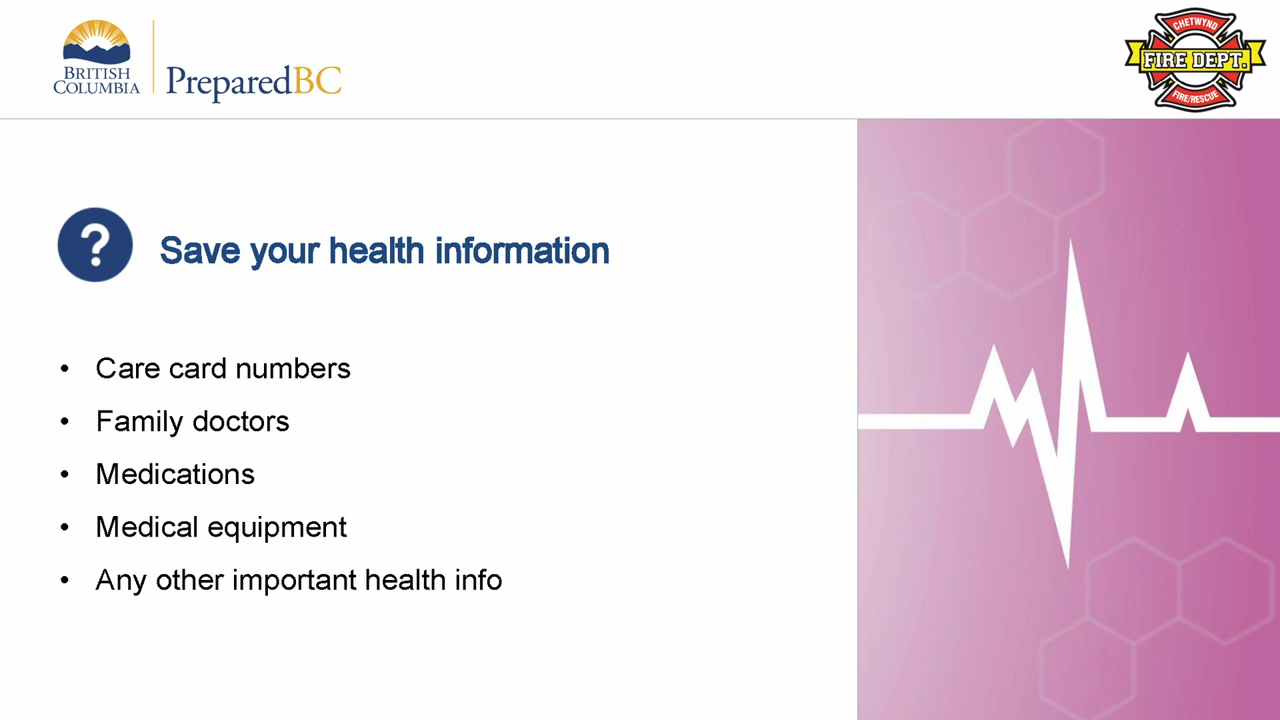 BRITISH
COLUMBIA
PreparedBC
CHETWYND
FIRE DEPT.
FIRE/RESCUE
?
Save your health information
• Care card numbers
• Family doctors
• Medications
• Medical equipment
• Any other important health info